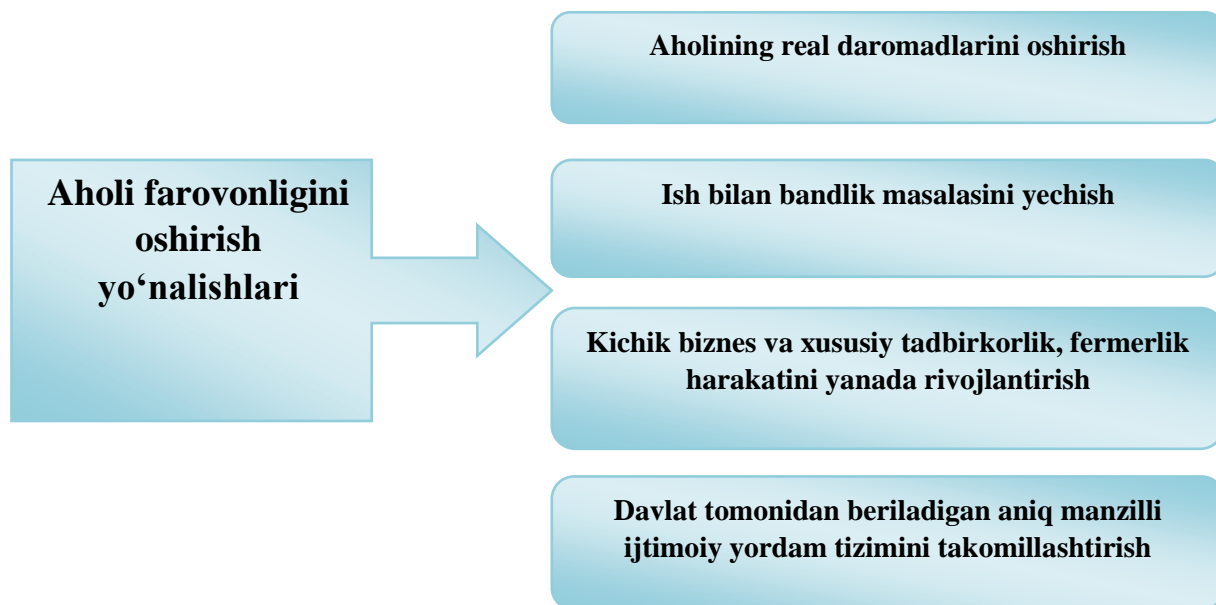 Aholi farovonligini
oshirish
yo‘nalishlari
Aholining real daromadlarini oshirish
Ish bilan bandlik masalasini yechish
Kichik biznes va xususiy tadbirkorlik, fermerlik
harakatini yanada rivojlantirish
Davlat tomonidan beriladigan aniq manzilli
ijtimoiy yordam tizimini takomillashtirish